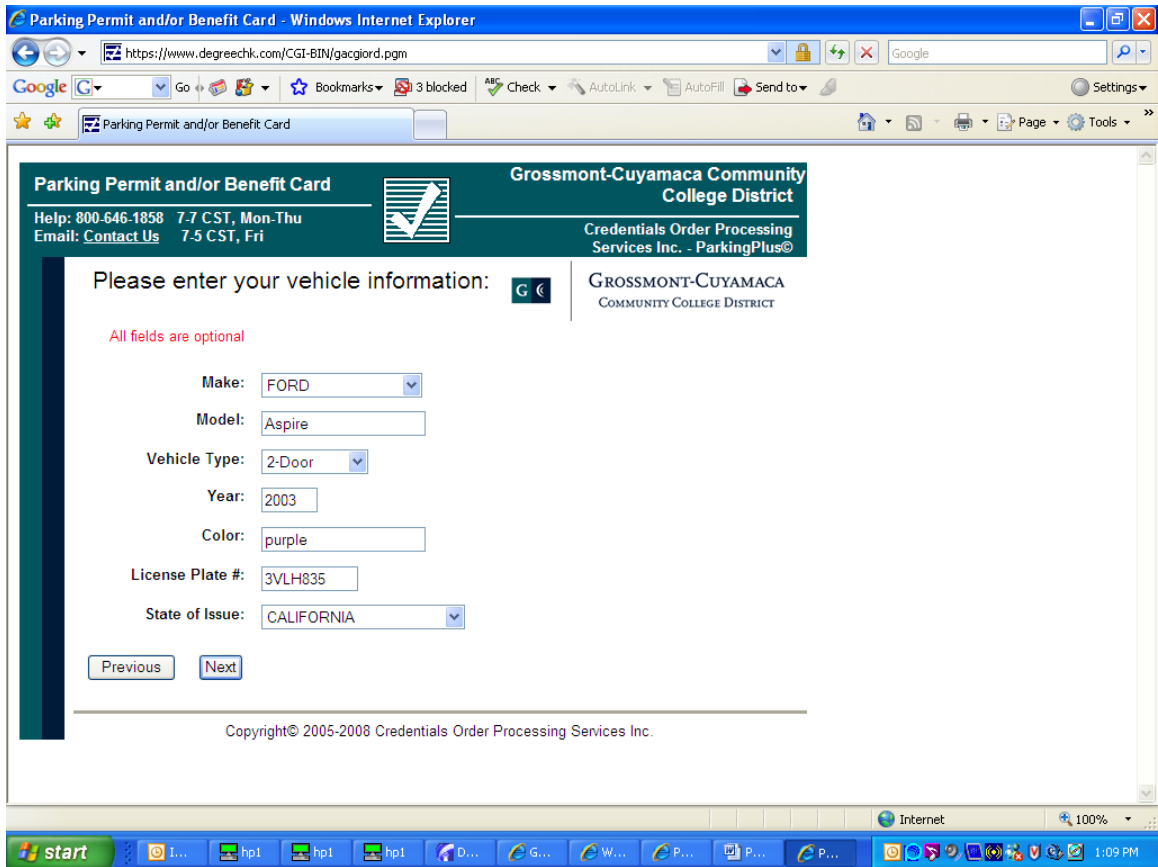 Parking Permit and/or Benefit Card - Windows Internet Explorer
https://www.degreechk.com/CGI-BIN/gacgiord.pgm
Google
Google G Go Bookmarks 3 blocked ABC Check AutoLink AutoFill Send to Settings
Parking Permit and/or Benefit Card
Page Tools »
Parking Permit and/or Benefit Card
Help: 800-646-1858 7-7 CST, Mon-Thu
Email: Contact Us 7-5 CST, Fri
Grossmont-Cuyamaca Community
College District
Credentials Order Processing
Services Inc. - ParkingPlus©
Please enter your vehicle information:
G C
GROSSMONT-CUYAMACA
COMMUNITY COLLEGE DISTRICT
All fields are optional
Make: FORD
Model: Aspire
Vehicle Type: 2-Door
Year: 2003
Color: purple
License Plate #: 3VLH835
State of Issue: CALIFORNIA
Previous Next
Copyright© 2005-2008 Credentials Order Processing Services Inc.
Internet 100%
start I... hp1 hp1 hp1 D... G... W... P... P... P... 1:09 PM